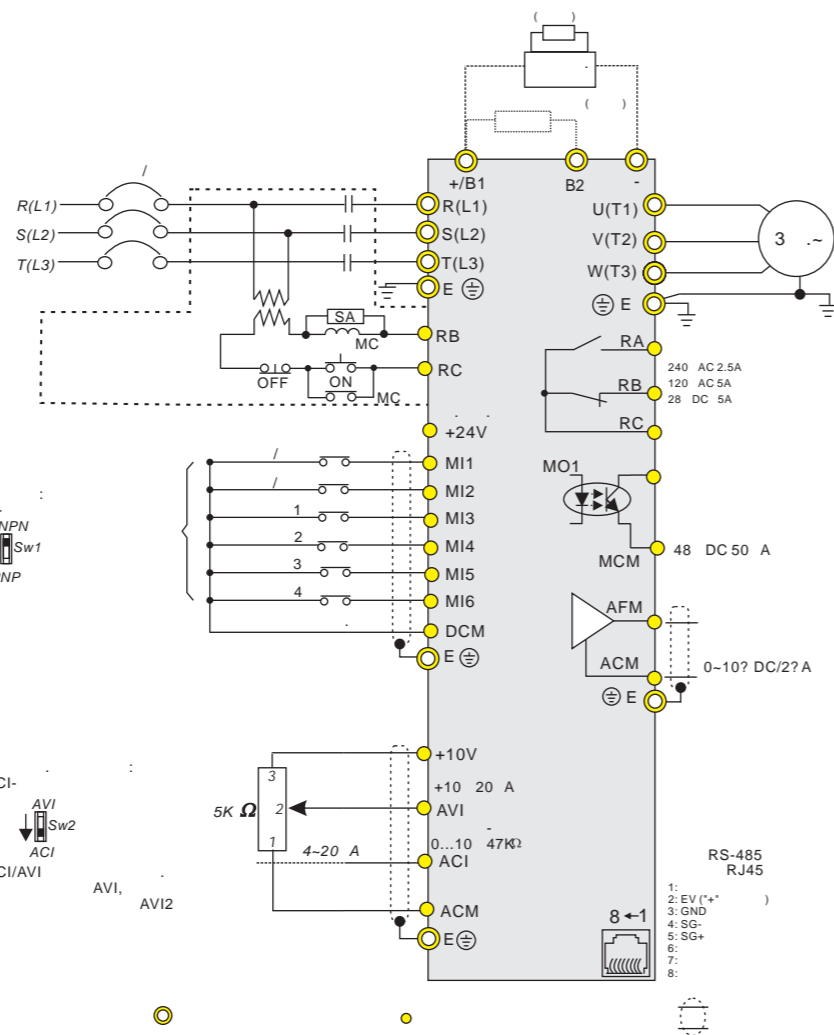 ( )
( )
+/B1
B2
-
/
R(L1)
R(L1)
U(T1)
S(L2)
S(L2)
V(T2)
3 .~
T(L3)
T(L3)
W(T3)
E
E
SA
MC
RB
RA
OFF
ON
MC
RC
240 AC 2.5A
RB
120 AC 5A
28 DC 5A
RC
+24V
/
MI1
MO1
/
MI2
NPN
Sw1
1
MI3
2
MI4
MCM
48 DC 50 A
3
MI5
4
MI6
AFM
DCM
E
ACM
0~10? DC/2? A
E
+10V
3
+10 20 A
CI-
AVI
Sw2
ACI
5K Ω
2
AVI
1
0...10 47KΩ
4~20 A
ACI
CI/AVI
AVI,
AVI2
ACM
E
RS-485
RJ45
8←1
1:
2: EV ("+" )
3: GND
4: SG-
5: SG+
6:
7:
8: